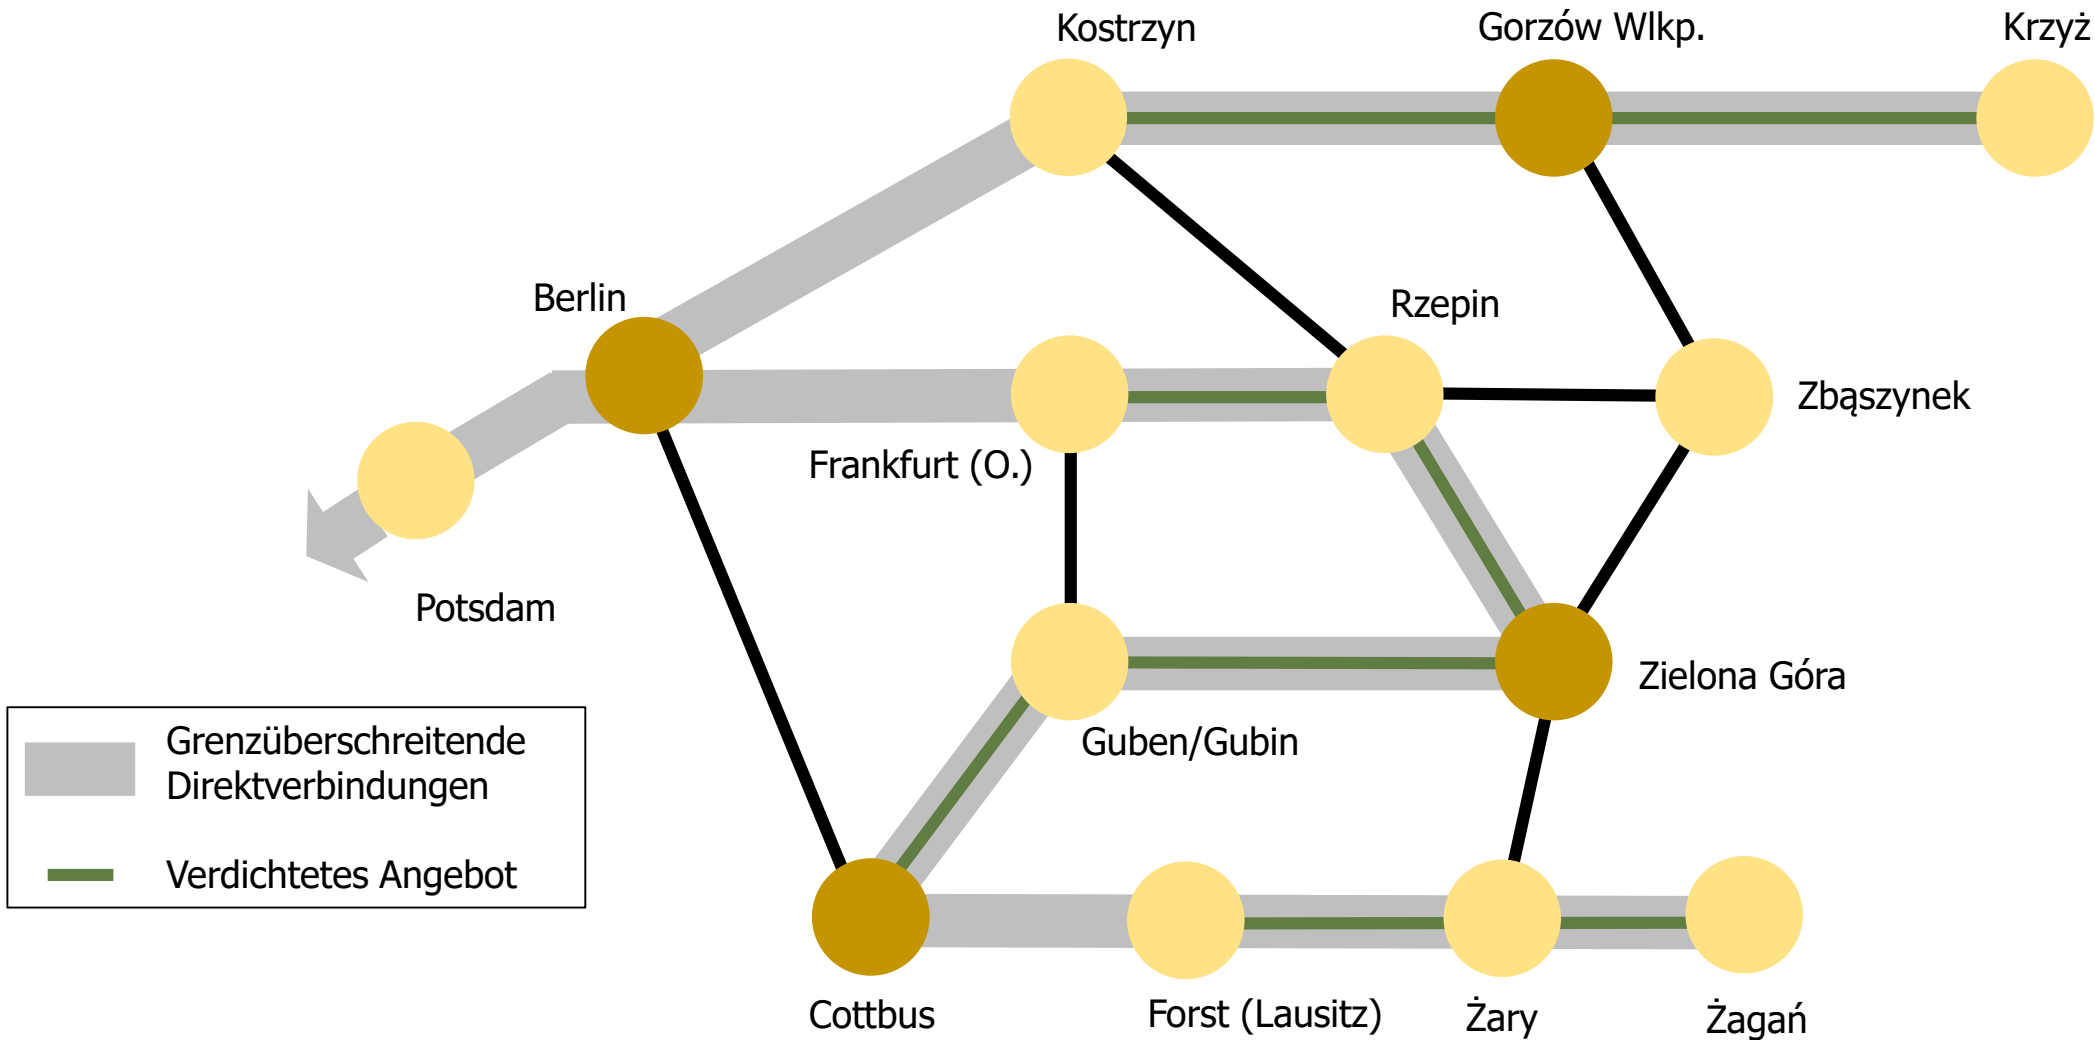 Kostrzyn
Gorzów Wlkp.
Krzyż
Berlin
Rzepin
Zbąszynek
Frankfurt (O.)
Potsdam
Zielona Góra
Guben/Gubin
Grenzüberschreitende
Direktverbindungen
Verdichtetes Angebot
Cottbus
Forst (Lausitz)
Żary
Żagań